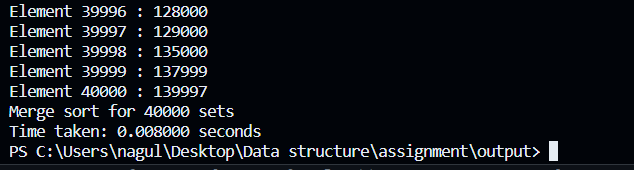 Element 39996 : 128000
Element 39997 : 129000
Element 39998 : 135000
Element 39999 : 137999
Element 40000 : 139997
Merge sort for 40000 sets
Time taken: 0.008000 seconds
PS C:\Users\nagul\Desktop\Data structure\assignment\output>